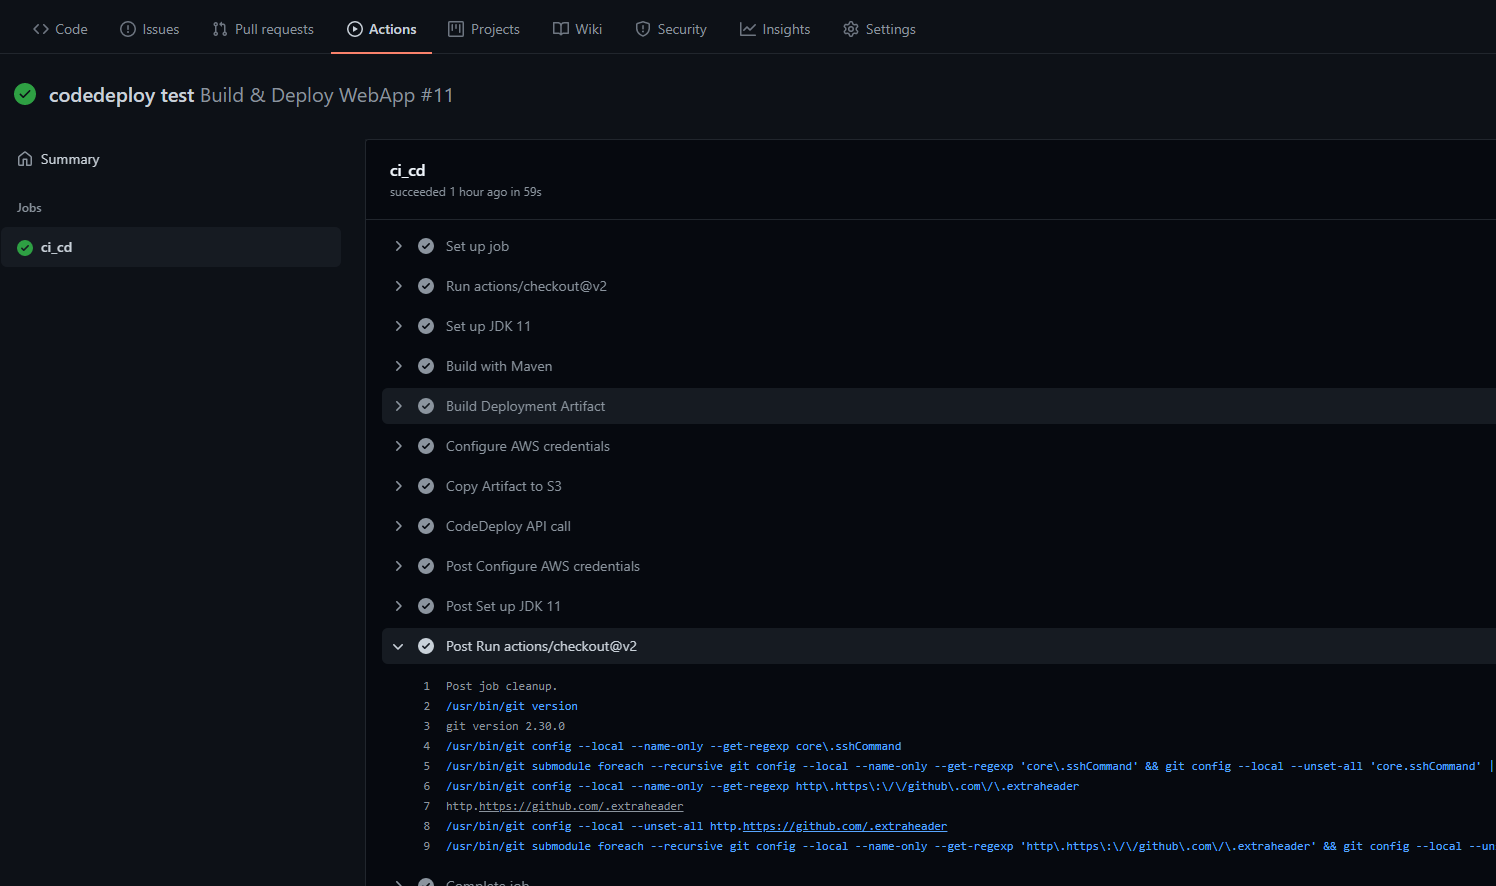 Code Issues Pull requests Actions Projects Wiki Security Insights Settings
codedeploy test Build & Deploy WebApp #11
Summary
Jobs
ci_cd
ci_cd
succeeded 1 hour ago in 59s
Set up job
Run actions/checkout@v2
Set up JDK 11
Build with Maven
Build Deployment Artifact
Configure AWS credentials
Copy Artifact to S3
CodeDeploy API call
Post Configure AWS credentials
Post Set up JDK 11
Post Run actions/checkout@v2
1 Post job cleanup.
2 /usr/bin/git version
3 git version 2.30.0
4 /usr/bin/git config --local --name-only --get-regexp core\.sshCommand
5 /usr/bin/git submodule foreach --recursive git config --local --name-only --get-regexp 'core\.sshCommand' && git config --local --unset-all 'core.sshCommand' |
6 /usr/bin/git config --local --name-only --get-regexp http\.https\:\/\/github\.com\/\.extraheader
7 http.https://github.com/.extraheader
8 /usr/bin/git config --local --unset-all http.https://github.com/.extraheader
9 /usr/bin/git submodule foreach --recursive git config --local --name-only --get-regexp 'http\.https\:\/\/github\.com\/\.extraheader' && git config --local --un
Complete job